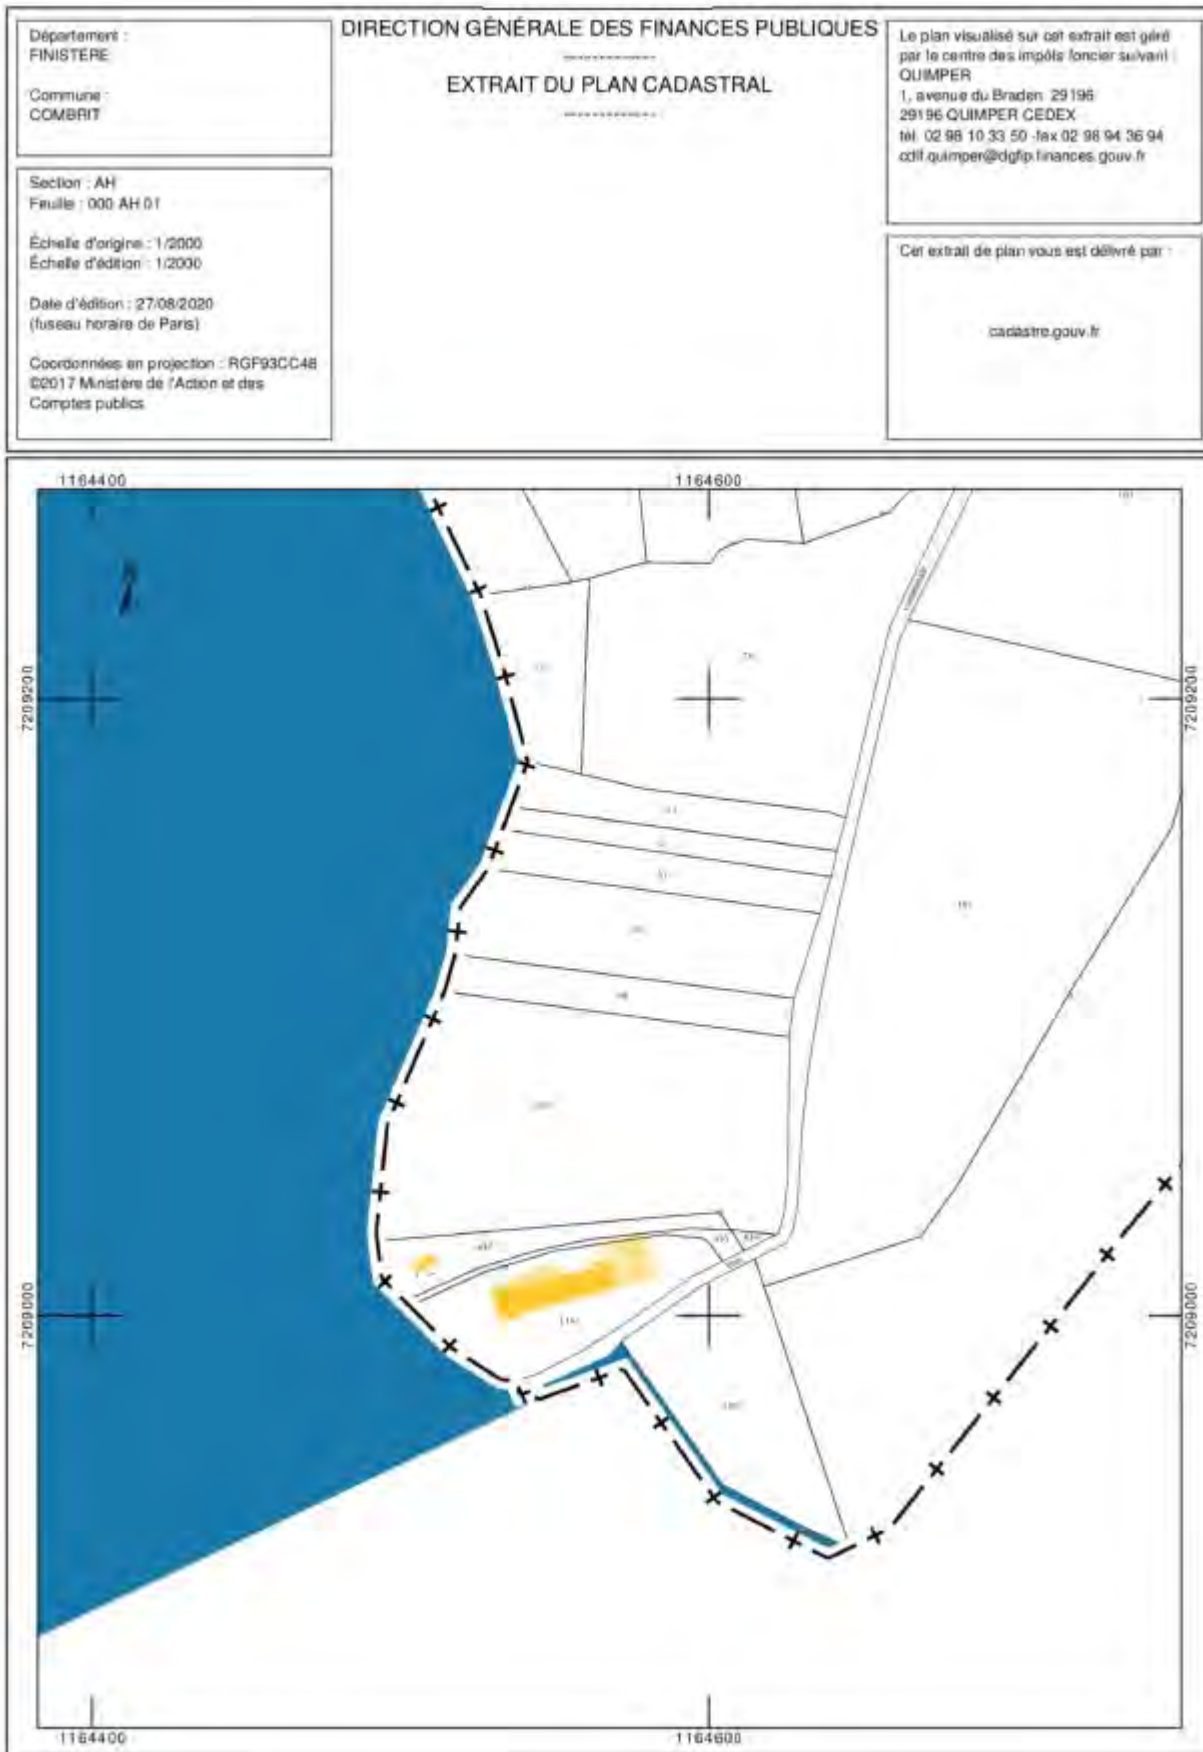 Département :
FINISTERE
Commune :
COMBRIT
Section : AH
Feuille : 000 AH 01
Échelle d'origine : 1/2000
Échelle d'édition : 1/2000
Date d'édition : 27/08/2020
(fuseau horaire de Paris)
Coordonnées en projection : RGF93CC48
©2017 Ministère de l'Action et des
Comptes publics
DIRECTION GÉNÉRALE DES FINANCES PUBLIQUES
-------------------
EXTRAIT DU PLAN CADASTRAL
-------------------
Le plan visualisé sur cet extrait est géré
par le centre des impôts foncier suivant :
QUIMPER
1, avenue du Braden 29196
29196 QUIMPER CEDEX
tél. 02 98 10 33 50 -fax 02 98 94 36 94
cdif.quimper@dgfip.finances.gouv.fr
Cet extrait de plan vous est délivré par :
cadastre.gouv.fr
1164400
1164600
7209200
7209200
7209000
7209000
1164400
1164600